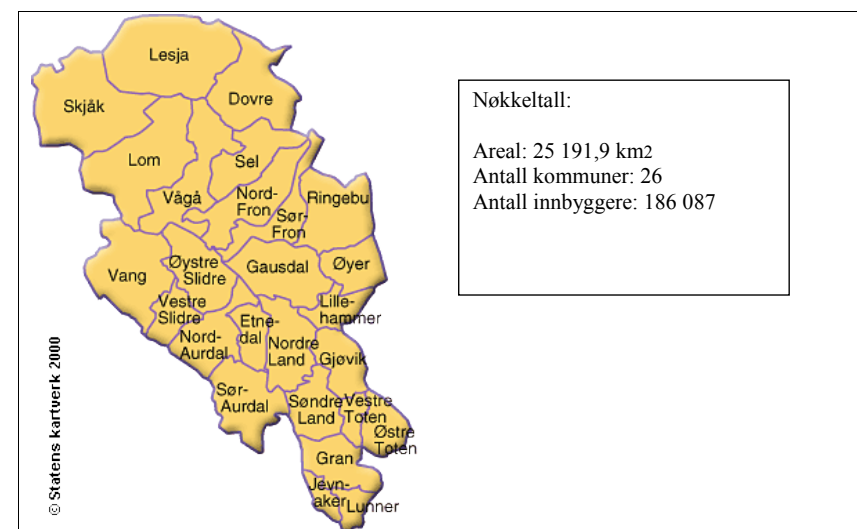 Lesja
Skjåk
Dovre
Lom
Sel
Vågå
Nord-
Fron
Ringebu
Sør-
Fron
Vang
Øystre
Slidre
Gausdal
Øyer
Vestre
Slidre
Lille-
hammer
Etne-
dal
Nord-
Aurdal
Nordre
Land
Gjøvik
Sør-
Aurdal
Søndre
Land
Vestre
Toten
Østre
Toten
Gran
Jevn-
aker
Lunner
© Statens kartverk 2000
Nøkkeltall:
Areal: 25 191,9 km2
Antall kommuner: 26
Antall innbyggere: 186 087